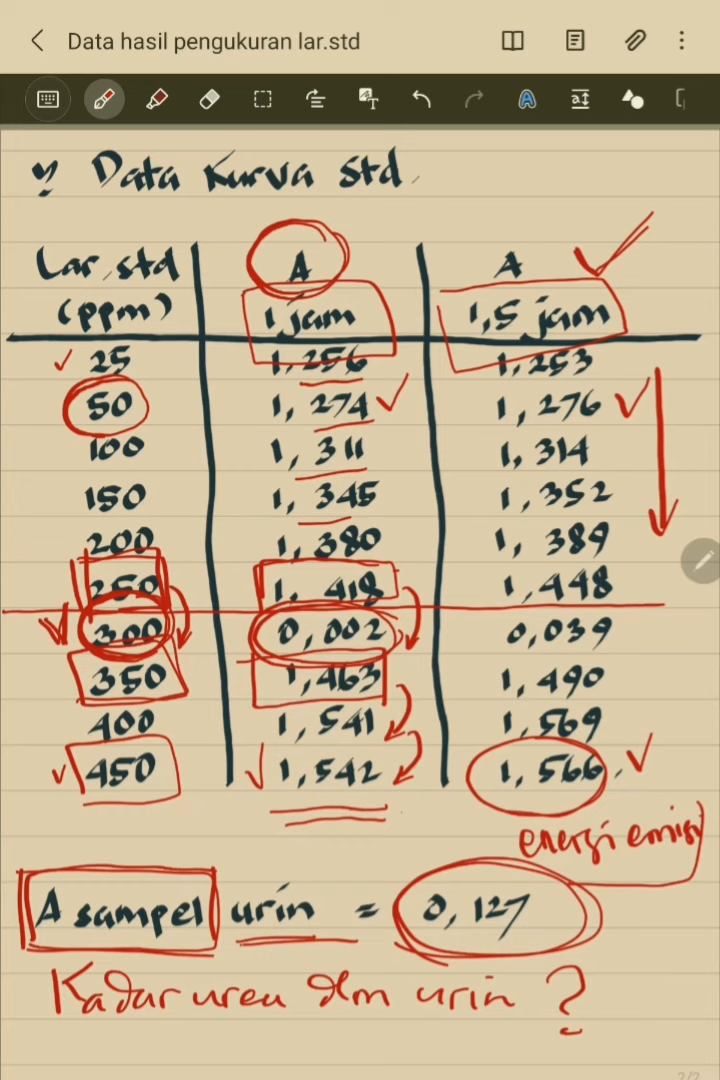 Data hasil pengukuran lar.std
Data Kurva std.
Lar. std (ppm) A 1 jam A 1,5 jam
25 1,256 1,253
50 1,274 1,276
100 1,311 1,314
150 1,345 1,352
200 1,380 1,389
250 1,418 1,448
300 0,002 0,039
350 1,463 1,490
400 1,541 1,569
450 1,542 1,566
energi emisi
A sampel urin = 0,127
Kadar urea dlm urin ?
2/2